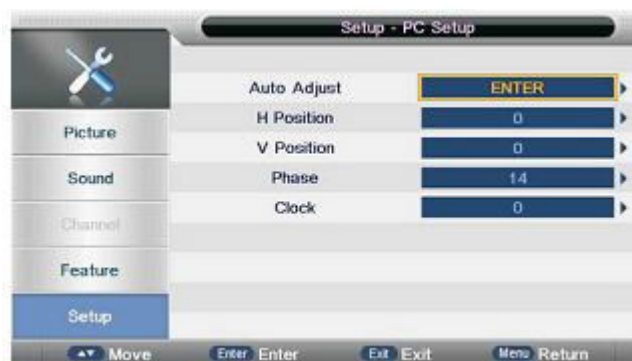 Setup - PC Setup
Auto Adjust ENTER
H Position 0
V Position 0
Phase 14
Clock 0
Picture
Sound
Channel
Feature
Setup
Move Enter Enter Exit Exit Menu Return